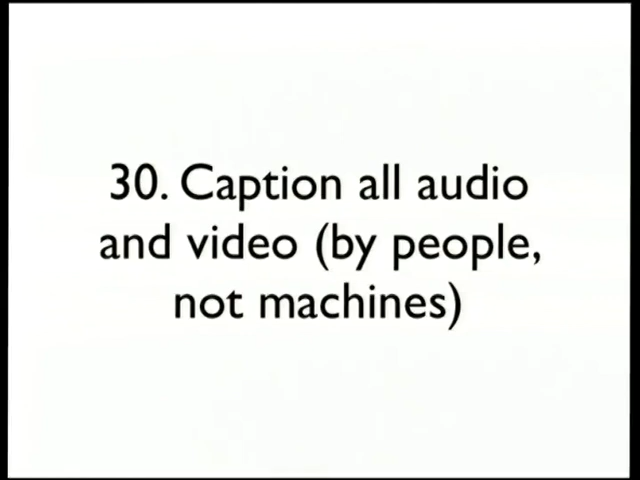 30. Caption all audio
and video (by people,
not machines)